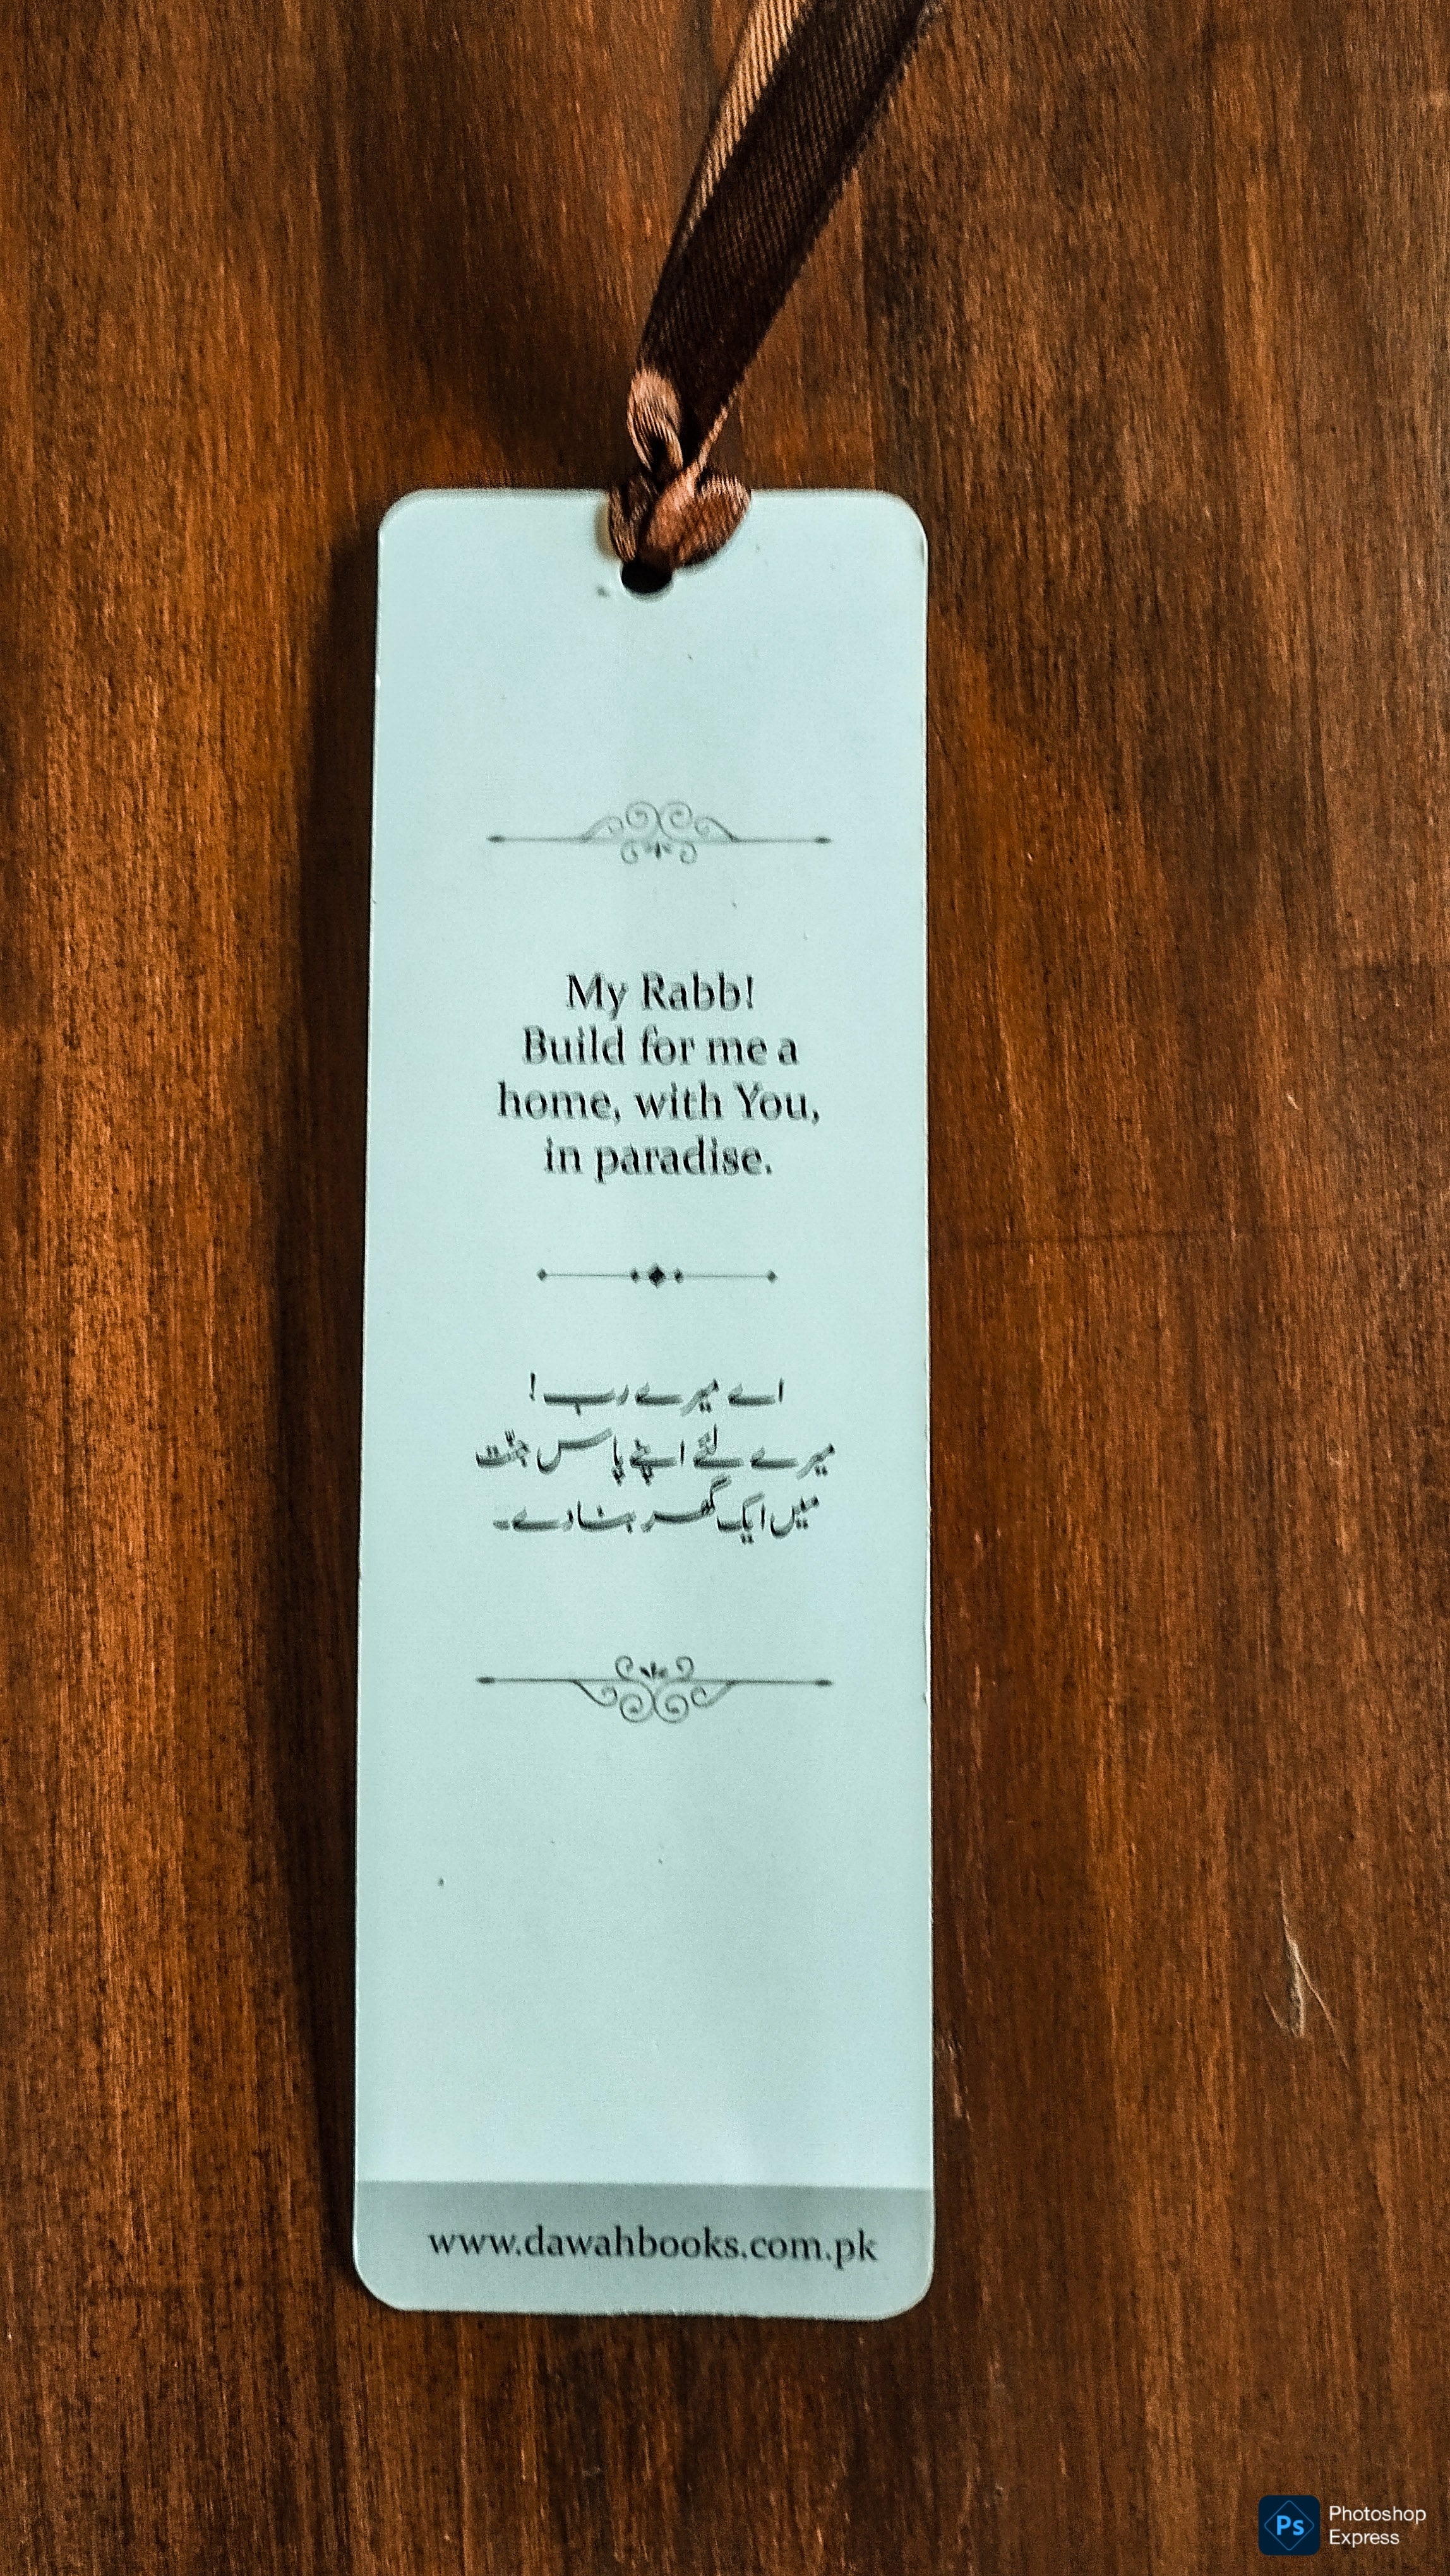 My Rabb!
Build for me a
home, with You,
in paradise.
اے میرے رب!
میرے لئے اپنے پاس جنّت
میں ایک گھر بنا دے۔
www.dawahbooks.com.pk
Ps
Photoshop
Express